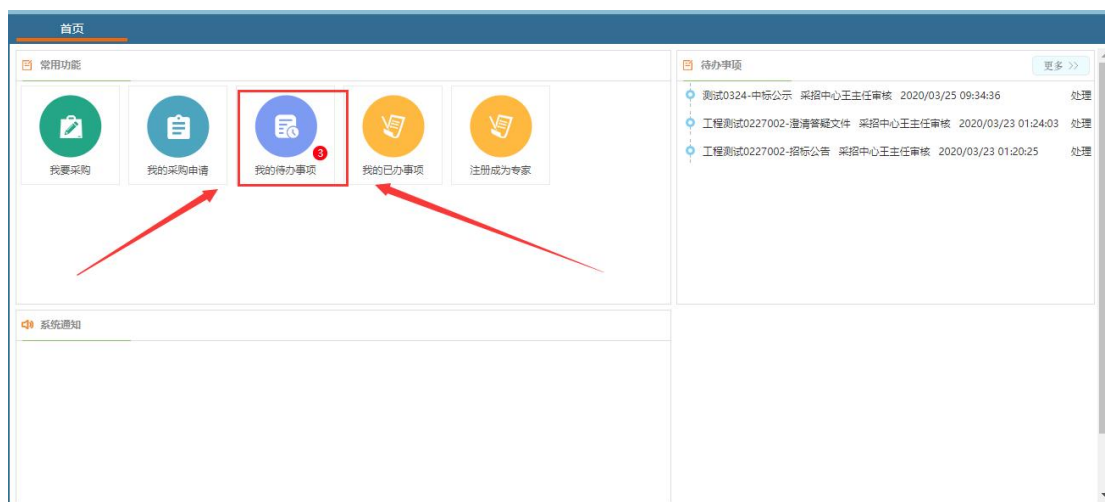 首页
常用功能
我要采购
我的采购申请
3
我的待办事项
我的已办事项
注册成为专家
待办事项
更多 >>
测试0324-中标公示 采招中心王主任审核 2020/03/25 09:34:36 处理
工程测试0227002-澄清答疑文件 采招中心王主任审核 2020/03/23 01:24:03 处理
工程测试0227002-招标公告 采招中心王主任审核 2020/03/23 01:20:25 处理
系统通知